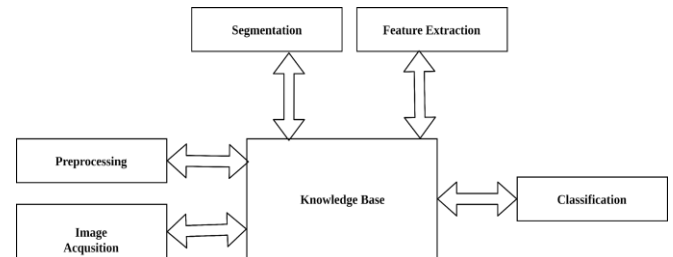 Segmentation
Feature Extraction
Preprocessing
Knowledge Base
Classification
Image
Acqusition